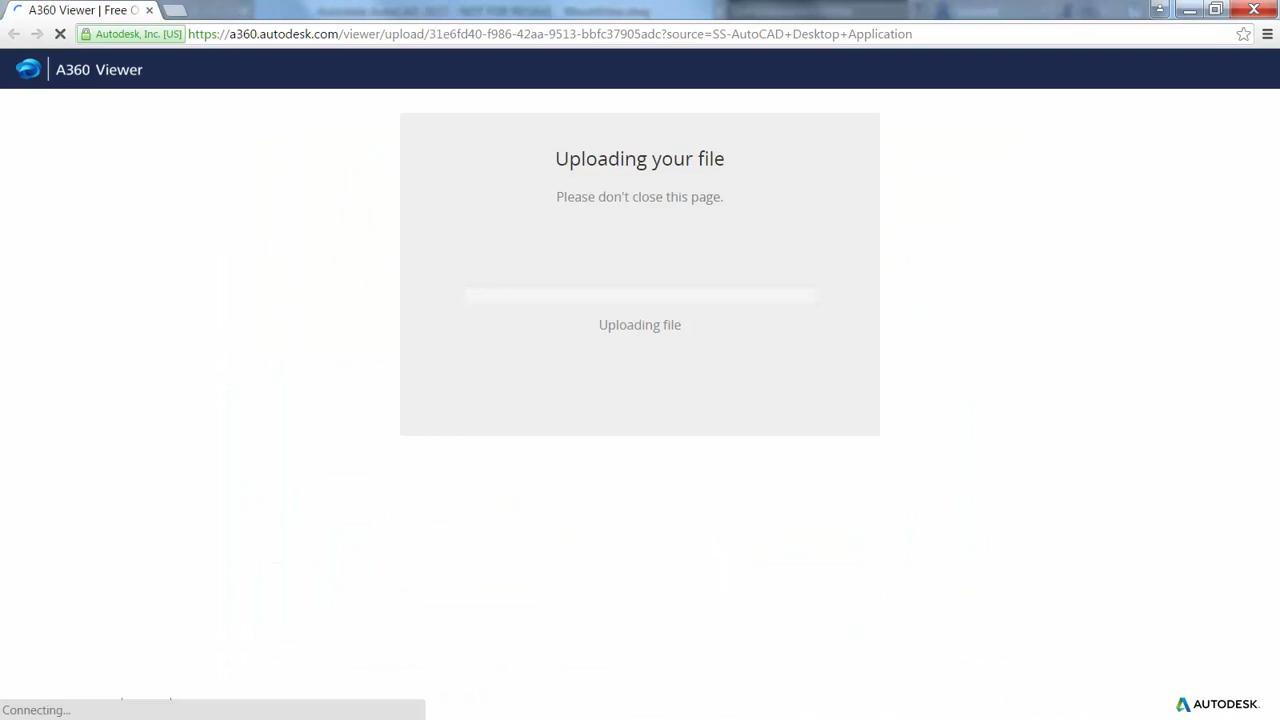 A360 Viewer | Free O
Autodesk, Inc. [US]
https://a360.autodesk.com/viewer/upload/31e6fd40-f986-42aa-9513-bbfc37905adc?source=SS-AutoCAD+Desktop+Application
A360 Viewer
Uploading your file
Please don't close this page.
Uploading file
Connecting...
AUTODESK.